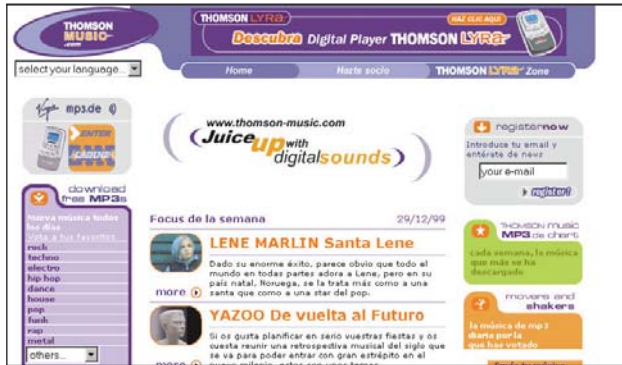 THOMSON
MUSIC
.com
THOMSON LYRA
HAZ CLIC AQUI
Descubra Digital Player THOMSON LYRA
select your language...
Home
Hazte socio
THOMSON LYRA Zone
Virgin mp3.de
ENTER
www.thomson-music.com
Juice up with
digitalsounds
download
free MP3s
Nueva música todos
los días
Vota a tus favoritos
rock
techno
electro
hip hop
dance
house
pop
funk
rap
metal
others...
Focus de la semana 29/12/99
LENE MARLIN Santa Lene
Dado su enorme éxito, parece obvio que todo el
mundo en todas partes adora a Lene, pero en su
país natal, Noruega, se la trata más como a una
santa que como a una star del pop.
more
YAZOO De vuelta al Futuro
Si os gusta planificar en serio vuestras fiestas y os
cuesta reunir una retrospectiva musical del siglo que
se va para poder entrar con gran estrépito en el
more
registernow
Introduce tu email y
entérate de news
your e-mail
register!
THOMSON music
MP3.de charts
cada semana, la música
que más se ha
descargado
movers and
shakers
la música de mp3
diaria por la
que has votado